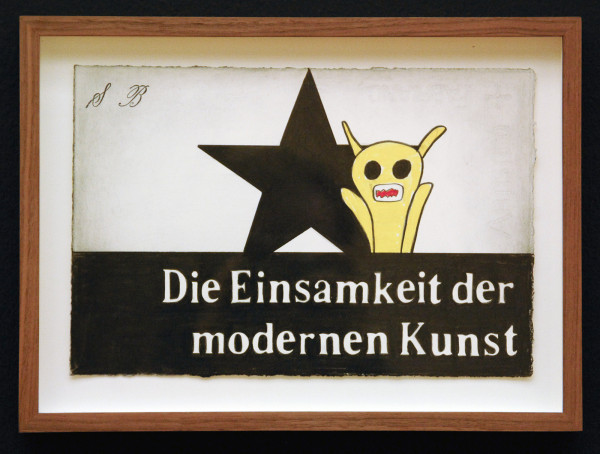 S B
Die Einsamkeit der
modernen Kunst